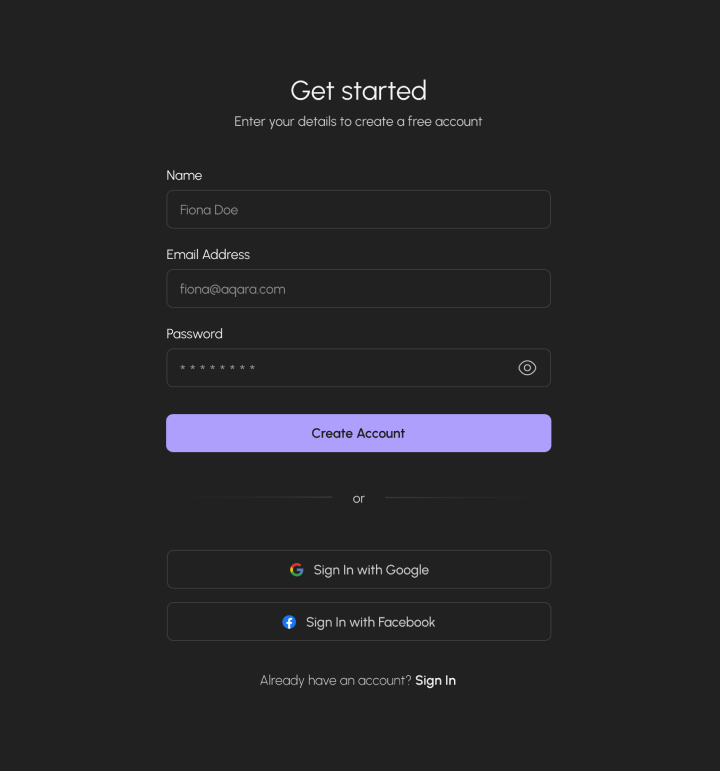 Get started
Enter your details to create a free account
Name
Fiona Doe
Email Address
fiona@aqara.com
Password
* * * * * * * *
Create Account
or
Sign In with Google
Sign In with Facebook
Already have an account? Sign In